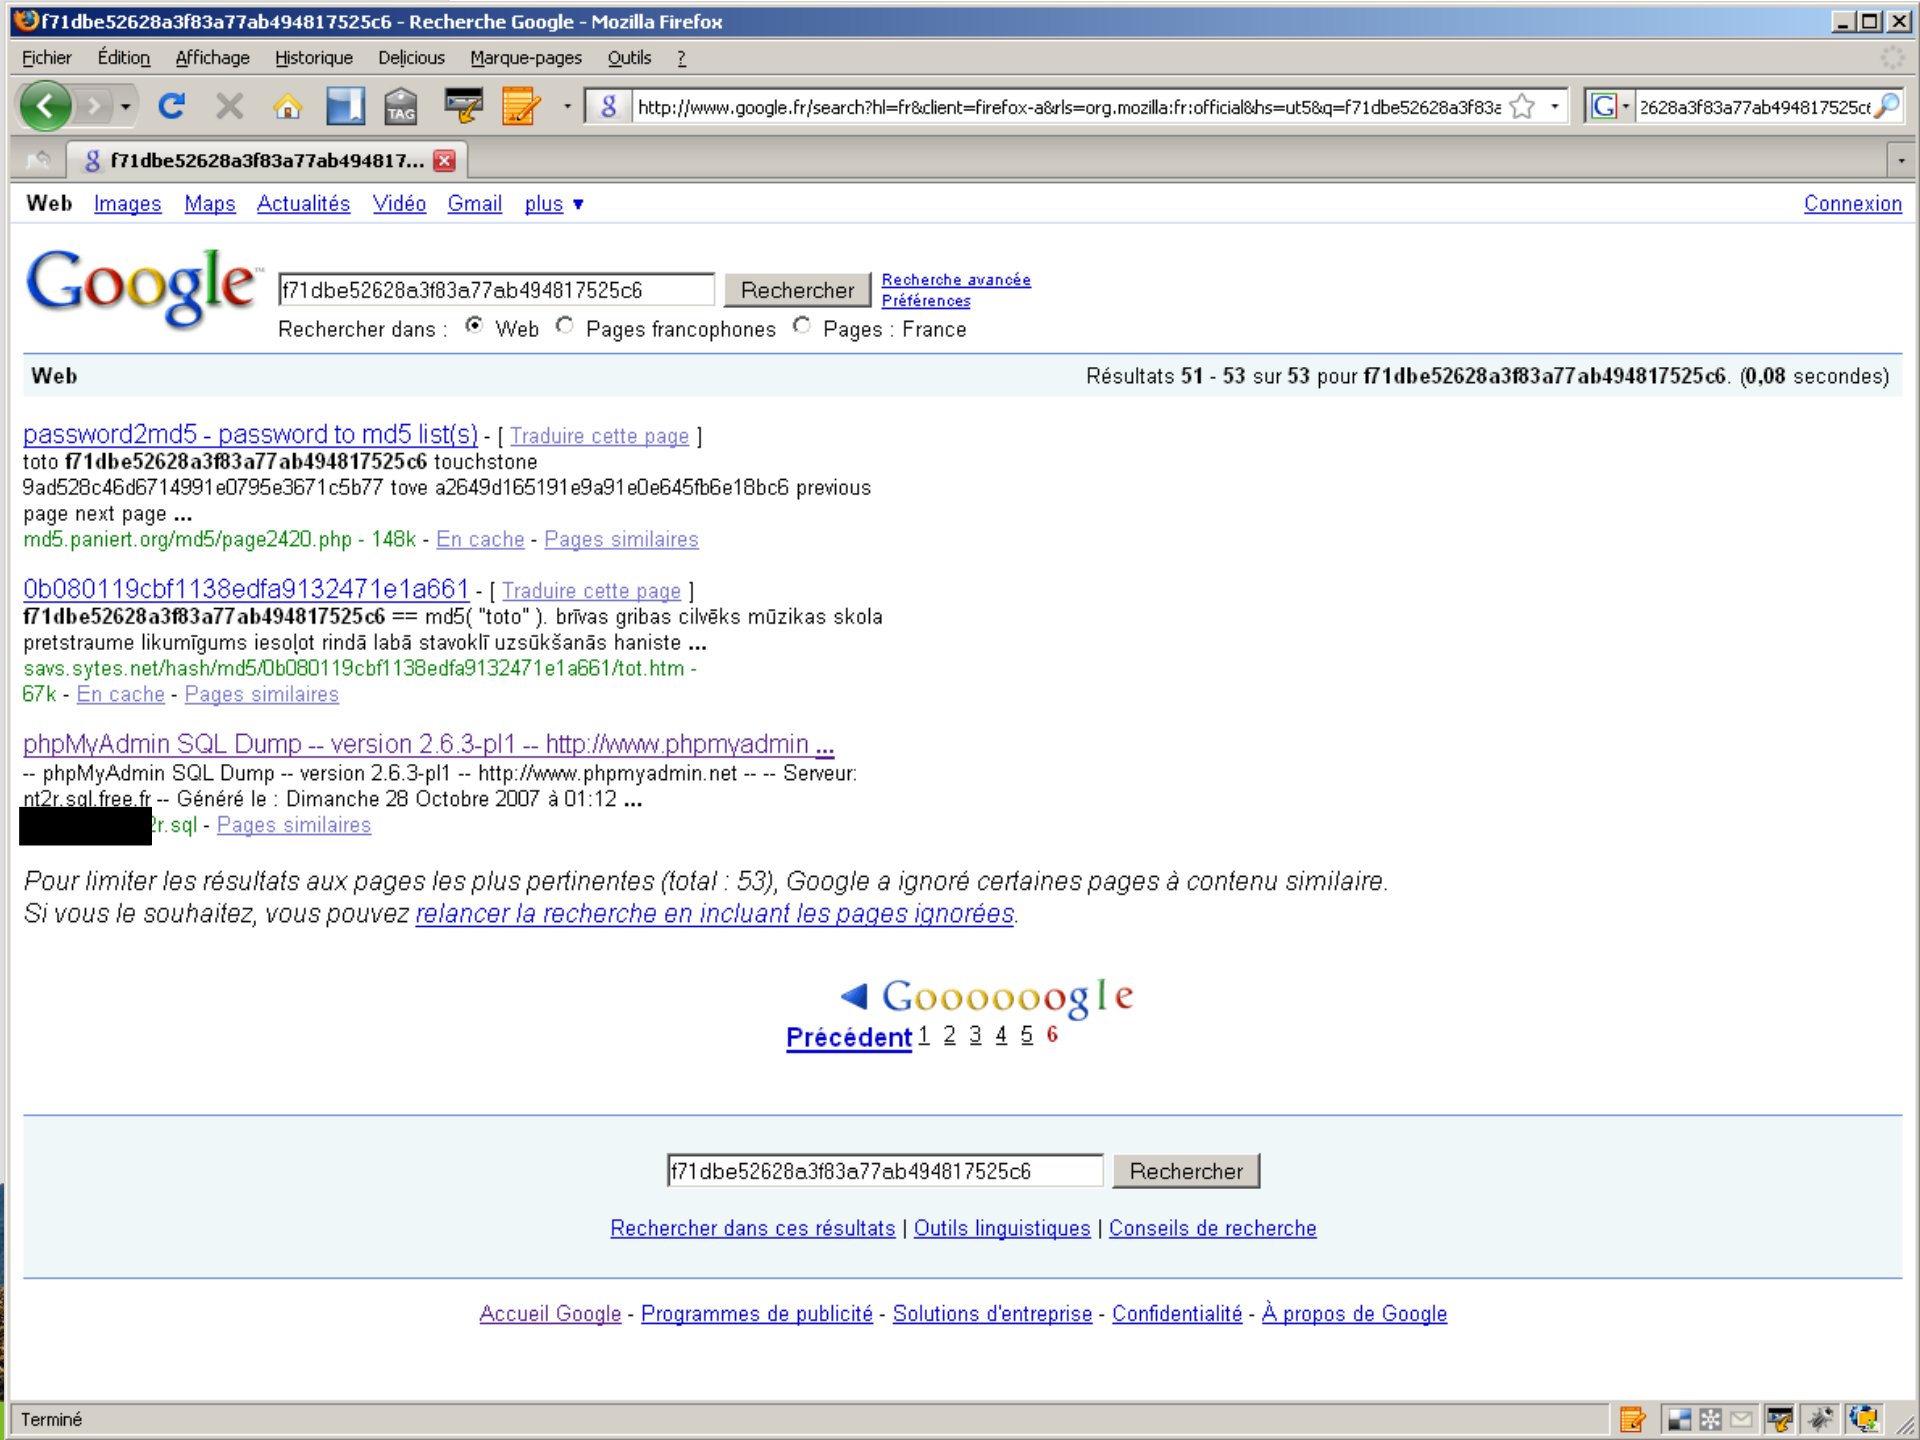 f71dbe52628a3f83a77ab494817525c6 - Recherche Google - Mozilla Firefox
Fichier Édition Affichage Historique Delicious Marque-pages Outils ?
TAG http://www.google.fr/search?hl=fr&client=firefox-a&rls=org.mozilla:fr:official&hs=ut5&q=f71dbe52628a3f83a 2628a3f83a77ab494817525c6
f71dbe52628a3f83a77ab494817...
Web Images Maps Actualités Vidéo Gmail plus ▼ Connexion
Google™ f71dbe52628a3f83a77ab494817525c6 Rechercher Recherche avancée
Préférences
Rechercher dans : Web Pages francophones Pages : France
Web Résultats 51 - 53 sur 53 pour f71dbe52628a3f83a77ab494817525c6. (0,08 secondes)
password2md5 - password to md5 list(s) - [ Traduire cette page ]
toto f71dbe52628a3f83a77ab494817525c6 touchstone
9ad528c46d6714991e0795e3671c5b77 tove a2649d165191e9a91e0e645fb6e18bc6 previous
page next page ...
md5.paniert.org/md5/page2420.php - 148k - En cache - Pages similaires
0b080119cbf1138edfa9132471e1a661 - [ Traduire cette page ]
f71dbe52628a3f83a77ab494817525c6 == md5( "toto" ). brīvas gribas cilvēks mūzikas skola
pretstraume likumīgums iesoļot rindā labā stavoklī uzsūkšanās haniste ...
savs.sytes.net/hash/md5/0b080119cbf1138edfa9132471e1a661/tot.htm -
67k - En cache - Pages similaires
phpMyAdmin SQL Dump -- version 2.6.3-pl1 -- http://www.phpmyadmin ...
-- phpMyAdmin SQL Dump -- version 2.6.3-pl1 -- http://www.phpmyadmin.net -- -- Serveur:
nt2r.sql.free.fr -- Généré le : Dimanche 28 Octobre 2007 à 01:12 ...
2r.sql - Pages similaires
Pour limiter les résultats aux pages les plus pertinentes (total : 53), Google a ignoré certaines pages à contenu similaire.
Si vous le souhaitez, vous pouvez relancer la recherche en incluant les pages ignorées.
Goooooogle
Précédent 1 2 3 4 5 6
f71dbe52628a3f83a77ab494817525c6 Rechercher
Rechercher dans ces résultats | Outils linguistiques | Conseils de recherche
Accueil Google - Programmes de publicité - Solutions d'entreprise - Confidentialité - À propos de Google
Terminé